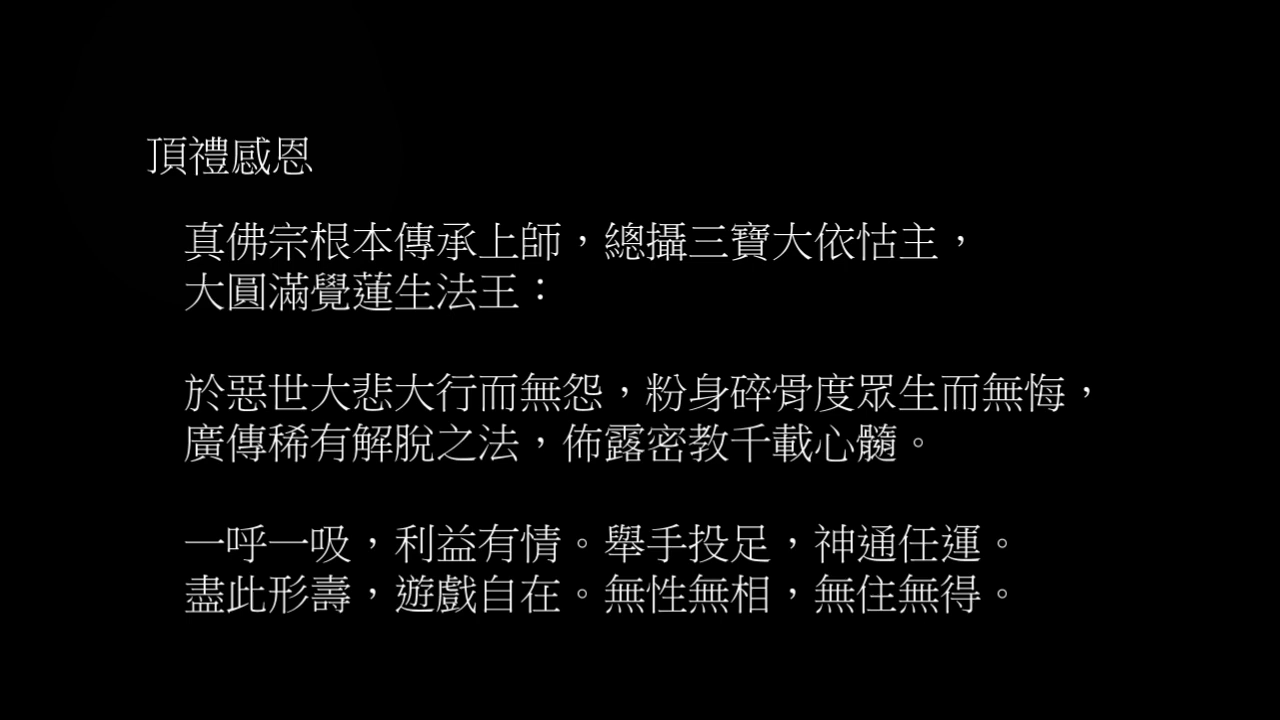 頂禮感恩
真佛宗根本傳承上師，總攝三寶大依怙主，
大圓滿覺蓮生法王：
於惡世大悲大行而無怨，粉身碎骨度眾生而無悔，
廣傳稀有解脫之法，佈露密教千載心髓。
一呼一吸，利益有情。舉手投足，神通任運。
盡此形壽，遊戲自在。無性無相，無住無得。